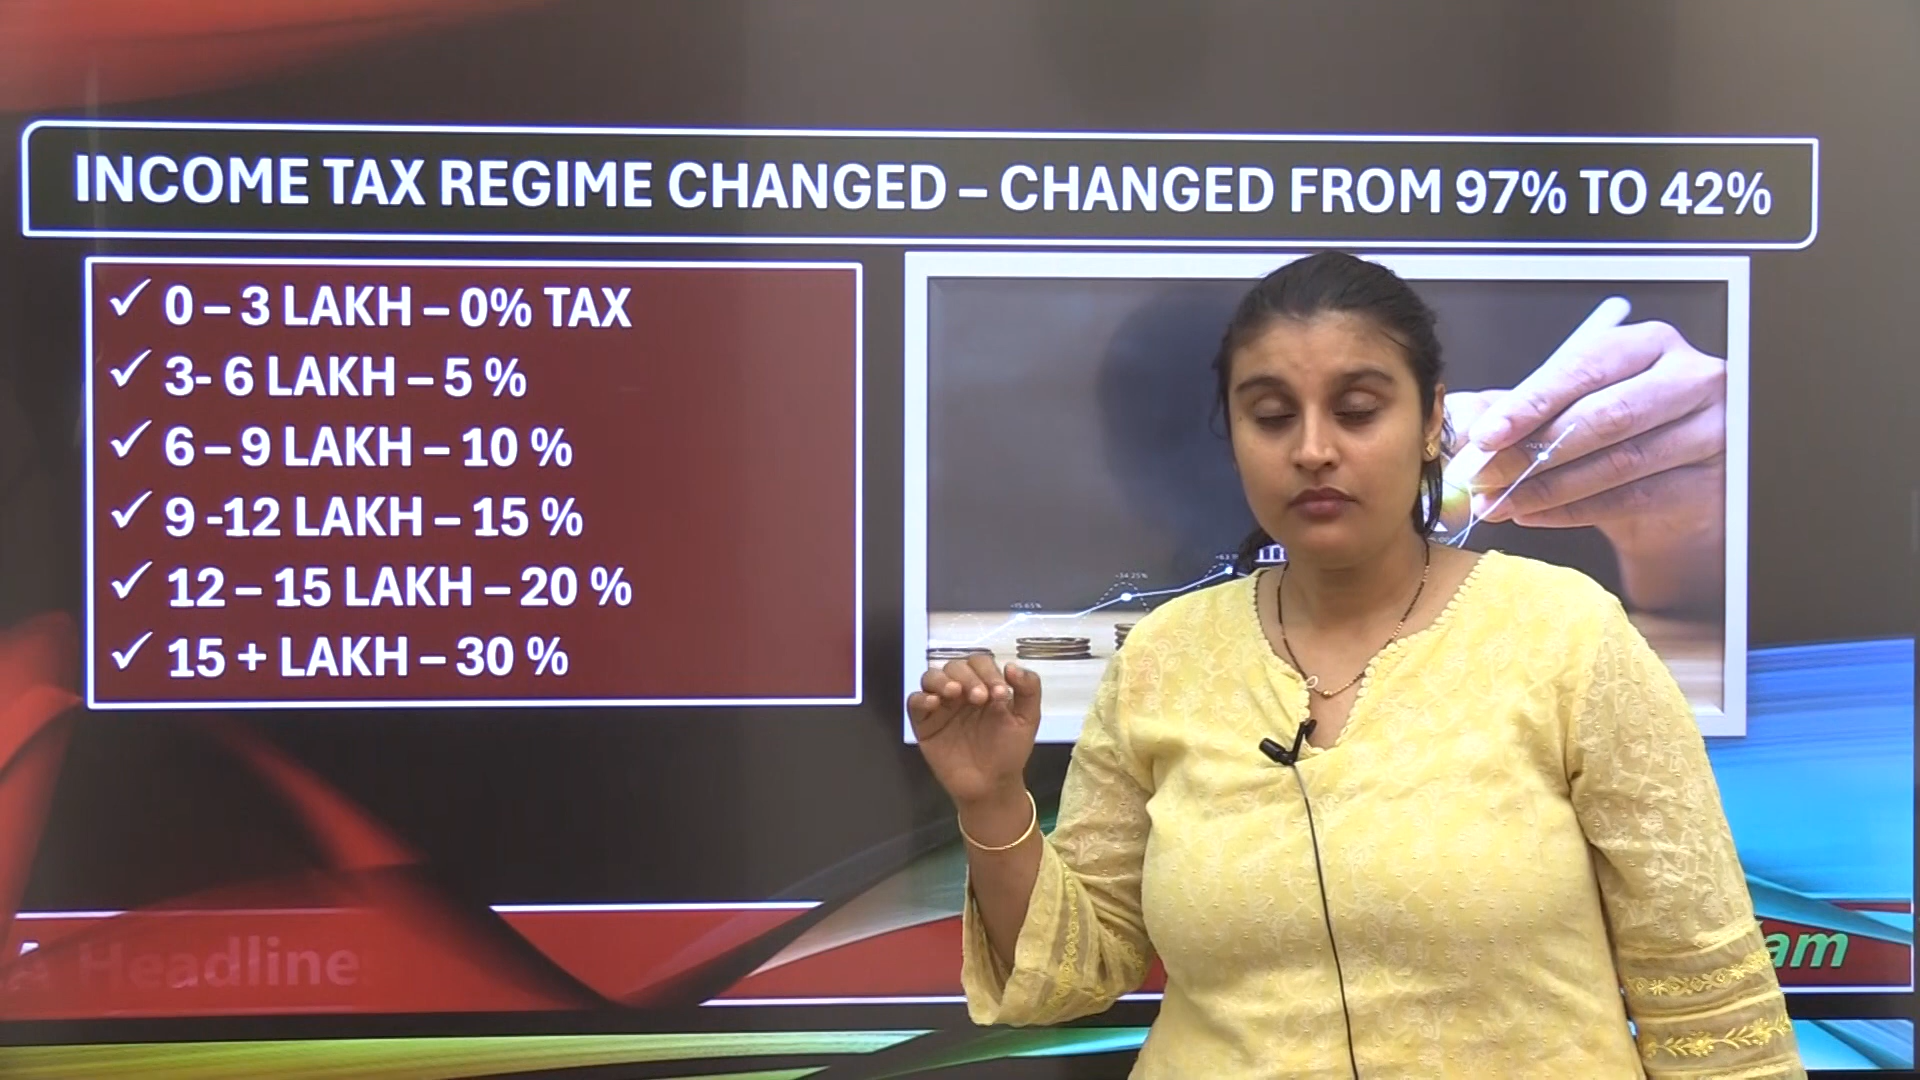 INCOME TAX REGIME CHANGED – CHANGED FROM 97% TO 42%
✓ 0 – 3 LAKH – 0% TAX
✓ 3- 6 LAKH – 5 %
✓ 6 – 9 LAKH – 10 %
✓ 9 -12 LAKH – 15 %
✓ 12 – 15 LAKH – 20 %
✓ 15 + LAKH – 30 %
A Headline
am